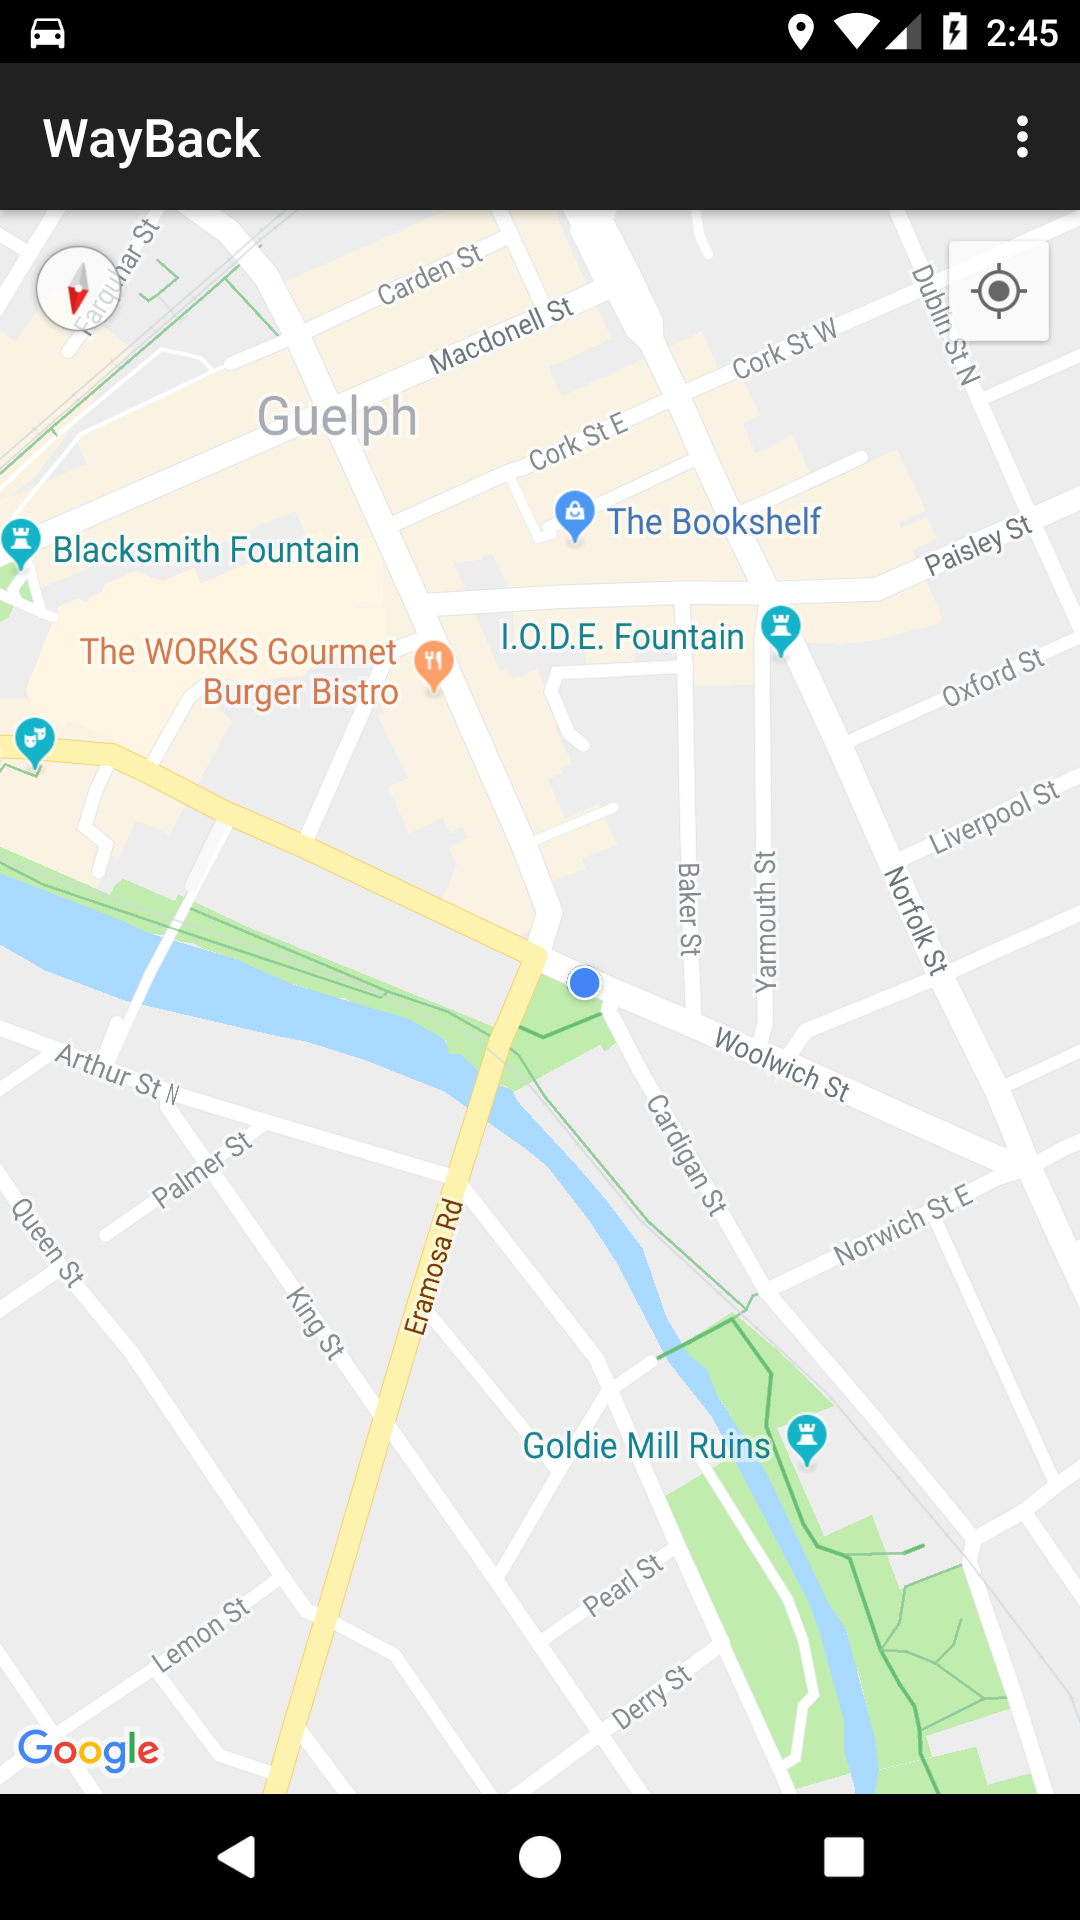 2:45
WayBack
Farquhar St
Carden St
Macdonell St
Dublin St N
Cork St W
Guelph
Cork St E
The Bookshelf
Paisley St
Blacksmith Fountain
I.O.D.E. Fountain
The WORKS Gourmet
Burger Bistro
Oxford St
Liverpool St
Baker St
Yarmouth St
Norfolk St
Woolwich St
Arthur St N
Cardigan St
Palmer St
Norwich St E
Queen St
Eramosa Rd
King St
Goldie Mill Ruins
Pearl St
Lemon St
Derry St
Google